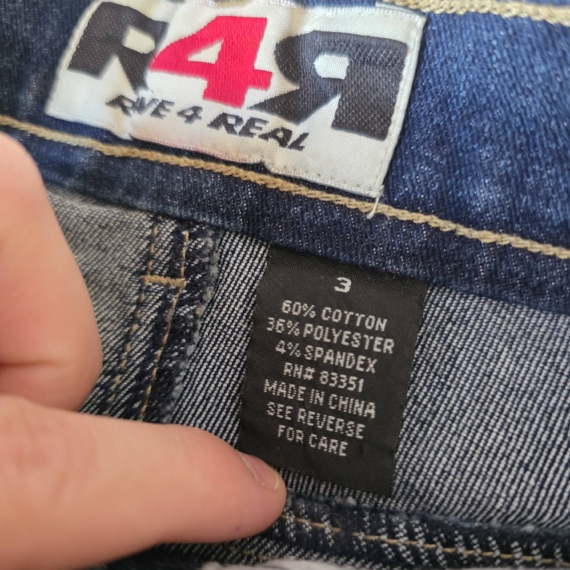 R4R
RAVE 4 REAL
3
60% COTTON
36% POLYESTER
4% SPANDEX
RN# 83351
MADE IN CHINA
SEE REVERSE
FOR CARE